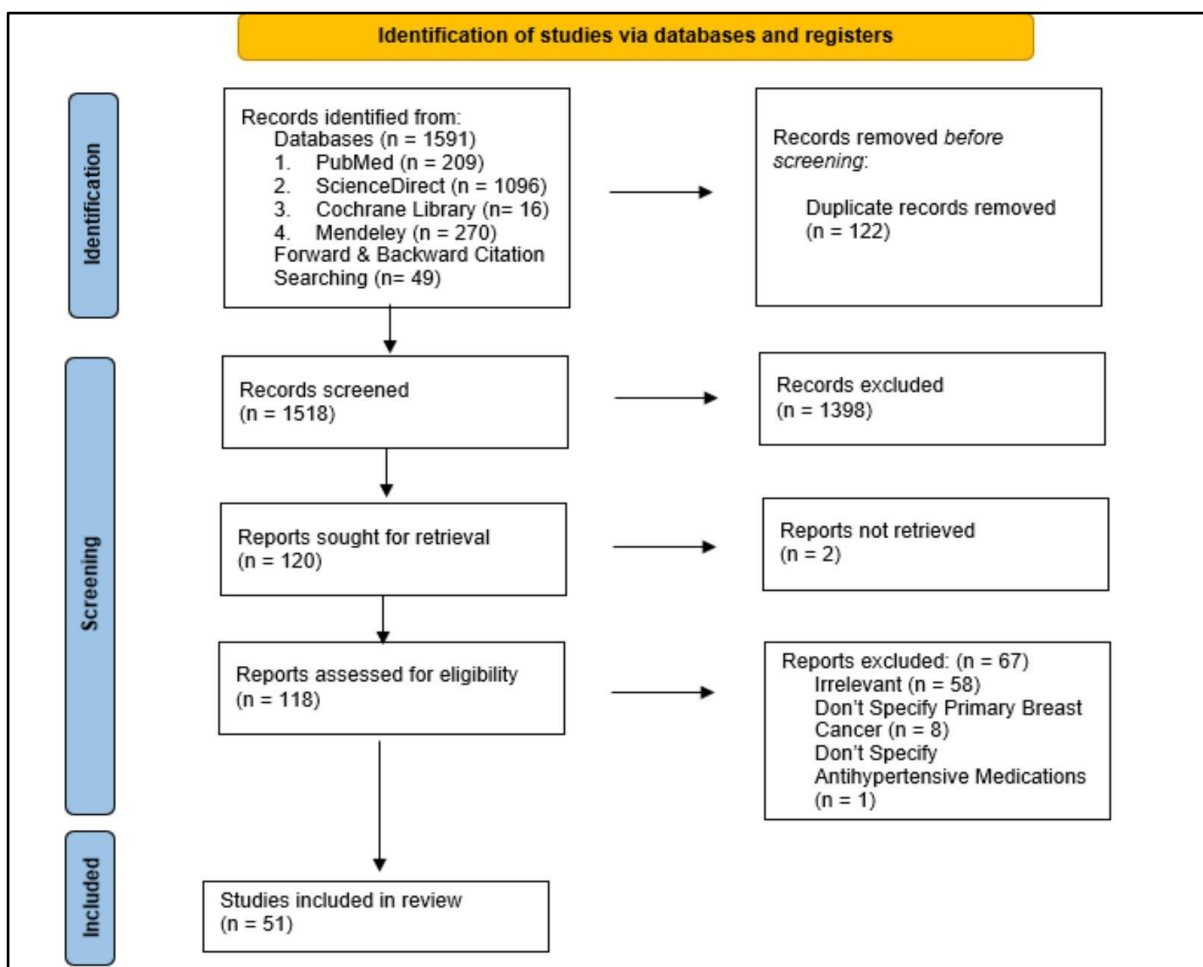 Identification of studies via databases and registers
Identification
Records identified from:
Databases (n = 1591)
1. PubMed (n = 209)
2. ScienceDirect (n = 1096)
3. Cochrane Library (n= 16)
4. Mendeley (n = 270)
Forward & Backward Citation
Searching (n= 49)
Records removed before
screening:
Duplicate records removed
(n = 122)
Screening
Records screened
(n = 1518)
Records excluded
(n = 1398)
Reports sought for retrieval
(n = 120)
Reports not retrieved
(n = 2)
Reports assessed for eligibility
(n = 118)
Reports excluded: (n = 67)
Irrelevant (n = 58)
Don’t Specify Primary Breast
Cancer (n = 8)
Don’t Specify
Antihypertensive Medications
(n = 1)
Included
Studies included in review
(n = 51)